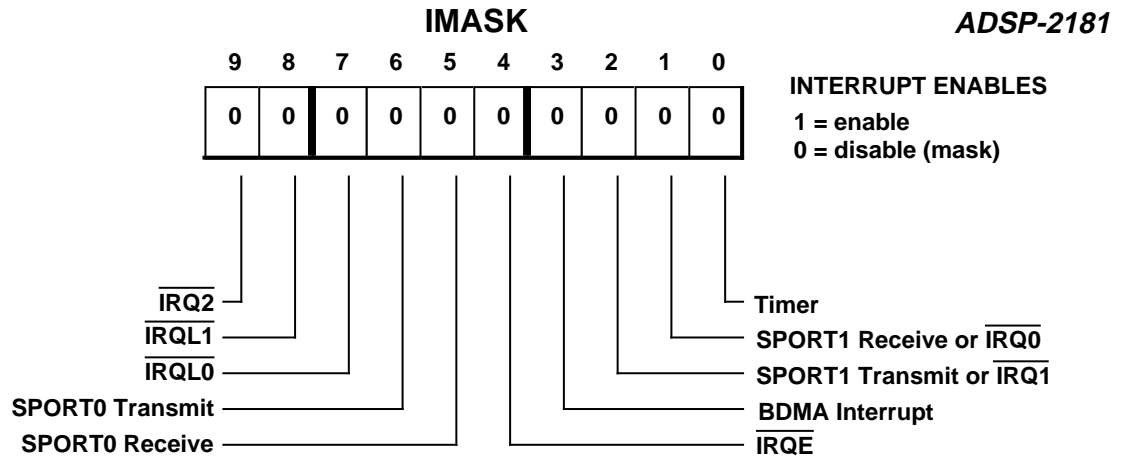 IMASK
ADSP-2181
9 8 7 6 5 4 3 2 1 0
0 0 0 0 0 0 0 0 0 0
INTERRUPT ENABLES
1 = enable
0 = disable (mask)
IRQ2
IRQL1
IRQL0
SPORT0 Transmit
SPORT0 Receive
Timer
SPORT1 Receive or IRQ0
SPORT1 Transmit or IRQ1
BDMA Interrupt
IRQE